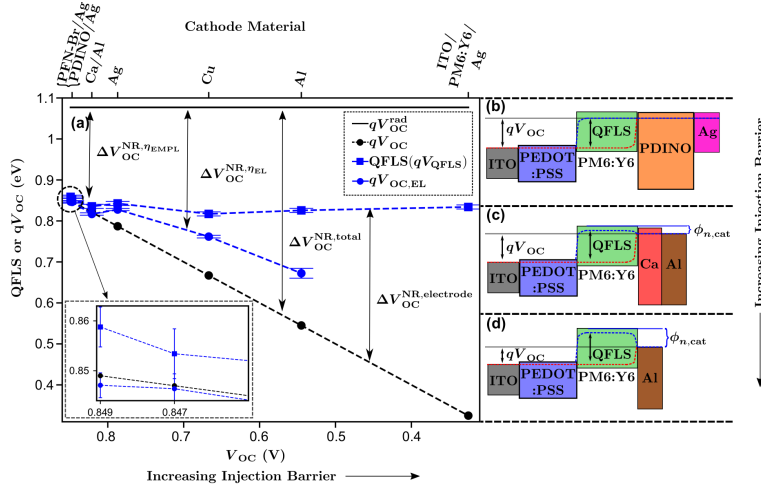 Cathode Material
{PFN-Br/Ag
{PDINO/Ag
Ca/Al
Ag
Cu
Al
ITO/
PM6:Y6/
Ag
1.1
1.0
0.9
0.8
0.7
0.6
0.5
0.4
QFLS or qV_OC (eV)
(a)
ΔV_OC^NR,η_EMPL
ΔV_OC^NR,η_EL
ΔV_OC^NR,total
ΔV_OC^NR,electrode
qV_OC^rad
qV_OC
QFLS(qV_QFLS)
qV_OC,EL
0.86
0.85
0.849
0.847
0.8
0.7
0.6
0.5
0.4
V_OC (V)
Increasing Injection Barrier
(b)
qV_OC
QFLS
ITO
PEDOT
:PSS
PM6:Y6
PDINO
Ag
(c)
qV_OC
QFLS
ϕ_n,cat
ITO
PEDOT
:PSS
PM6:Y6
Ca
Al
(d)
qV_OC
QFLS
ϕ_n,cat
ITO
PEDOT
:PSS
PM6:Y6
Al
Increasing Injection Barrier